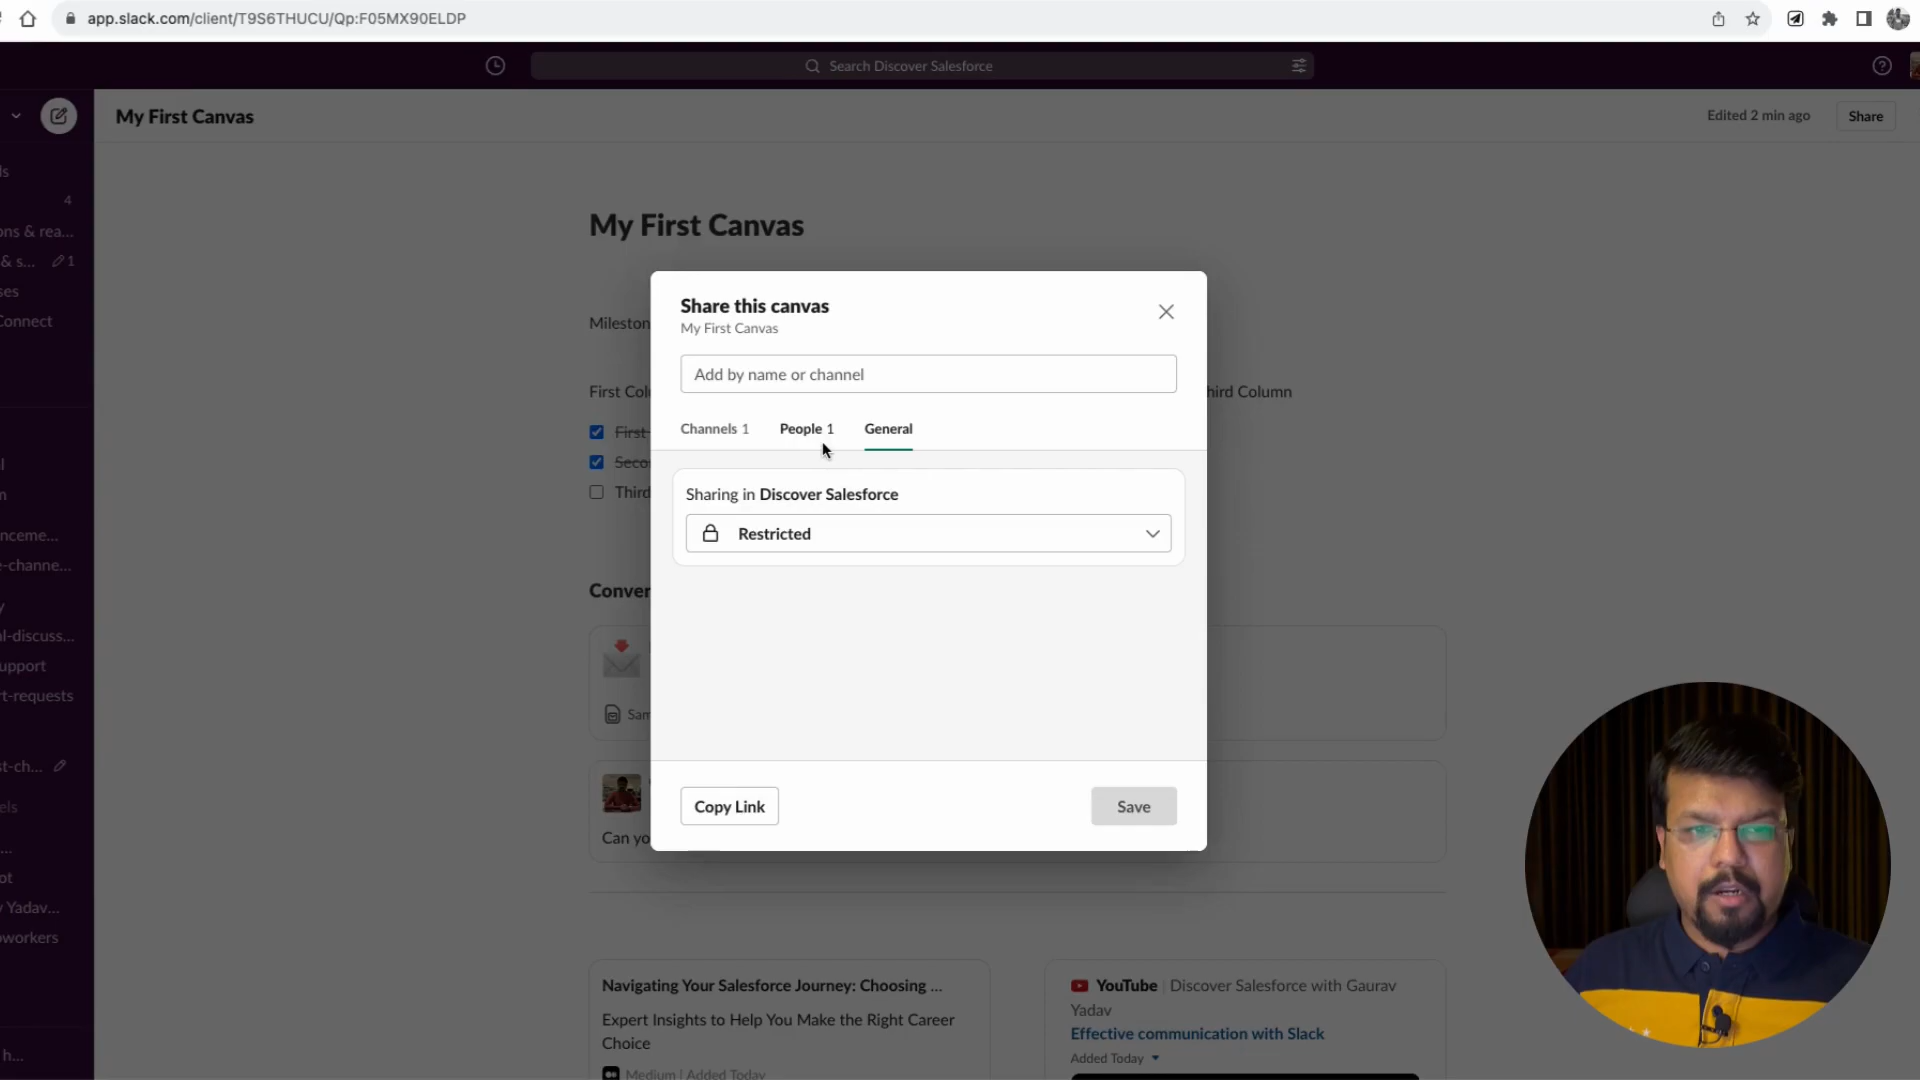 app.slack.com/client/T9S6THUCU/Qp:F05MX90ELDP
Search Discover Salesforce
My First Canvas
Edited 2 min ago
Share
4
ons & rea...
& s...
1
ses
Connect
nceme...
e-channe...
al-discuss...
upport
rt-requests
st-ch...
els
ot
y Yadav...
oworkers
h...
My First Canvas
Mileston
First Col
hird Column
First
Seco
Third
Conver
Sam
Can yo
Share this canvas
My First Canvas
Add by name or channel
Channels 1
People 1
General
Sharing in Discover Salesforce
Restricted
Copy Link
Save
Navigating Your Salesforce Journey: Choosing ...
Expert Insights to Help You Make the Right Career
Choice
Medium | Added Today
YouTube | Discover Salesforce with Gaurav
Yadav
Effective communication with Slack
Added Today